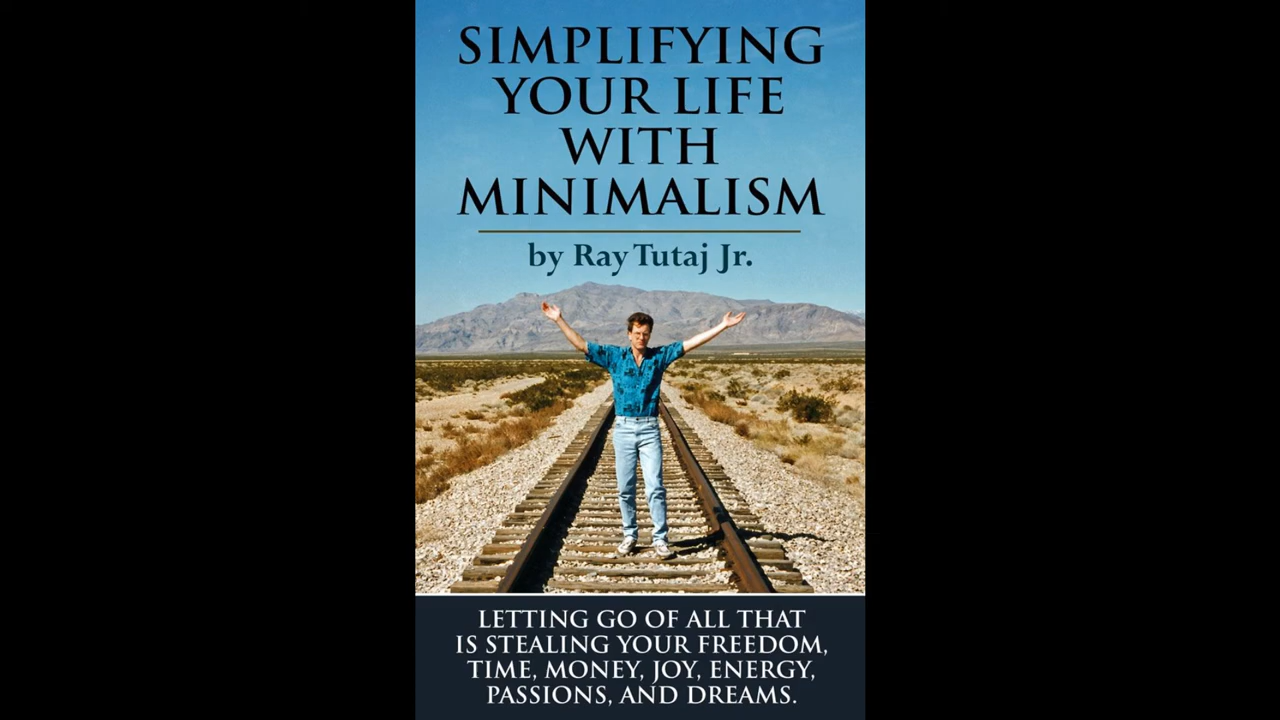 SIMPLIFYING
YOUR LIFE
WITH
MINIMALISM
by Ray Tutaj Jr.
LETTING GO OF ALL THAT
IS STEALING YOUR FREEDOM,
TIME, MONEY, JOY, ENERGY,
PASSIONS, AND DREAMS.